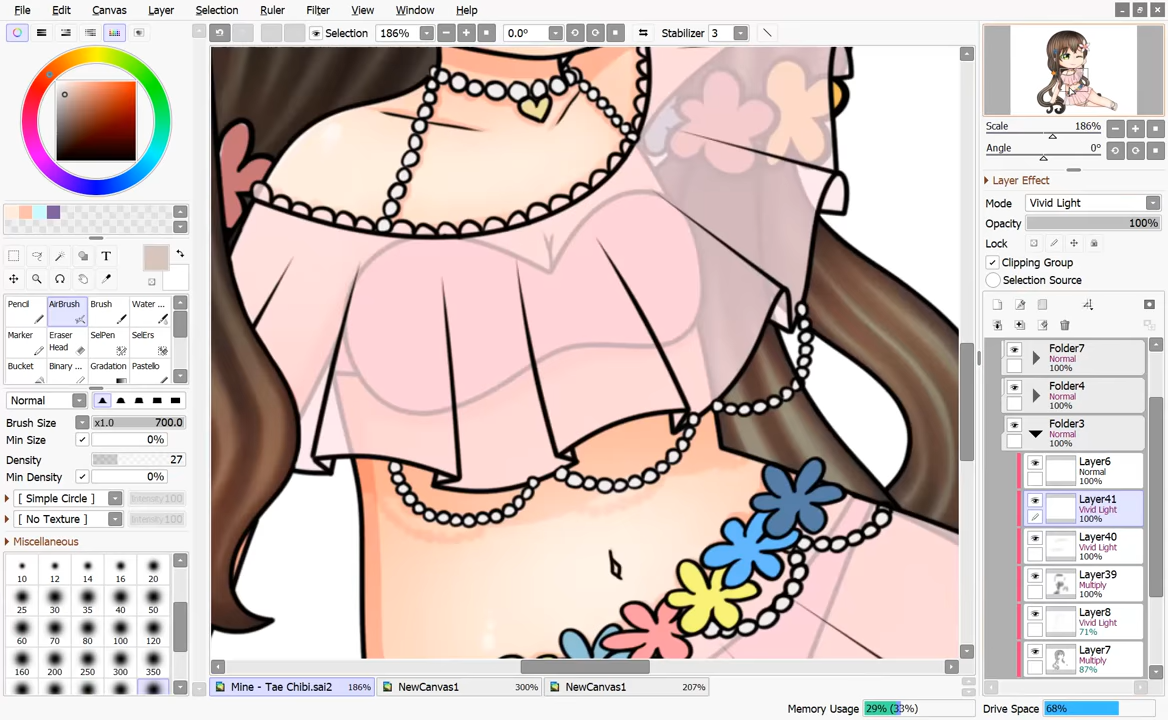 File Edit Canvas Layer Selection Ruler Filter View Window Help
Selection 186% 0.0° Stabilizer 3
Scale 186%
Angle 0°
Layer Effect
Mode Vivid Light
Opacity 100%
Lock
Clipping Group
Selection Source
T
Pencil AirBrush Brush Water ...
Marker Eraser Head SelPen SelErs
Bucket Binary ... Gradation Pastello
Normal
Brush Size x1.0 700.0
Min Size 0%
Density 27
Min Density 0%
[ Simple Circle ] Intensity 100
[ No Texture ] Intensity 100
Miscellaneous
10 12 14 16 20
25 30 35 40 50
60 70 80 100 120
160 200 250 300 350
Folder7
Normal
100%
Folder4
Normal
100%
Folder3
Normal
100%
Layer6
Normal
100%
Layer41
Vivid Light
100%
Layer40
Vivid Light
100%
Layer39
Multiply
100%
Layer8
Vivid Light
71%
Layer7
Multiply
87%
Mine - Tae Chibi.sai2 186% NewCanvas1 300% NewCanvas1 207%
Memory Usage 29% (33%) Drive Space 68%